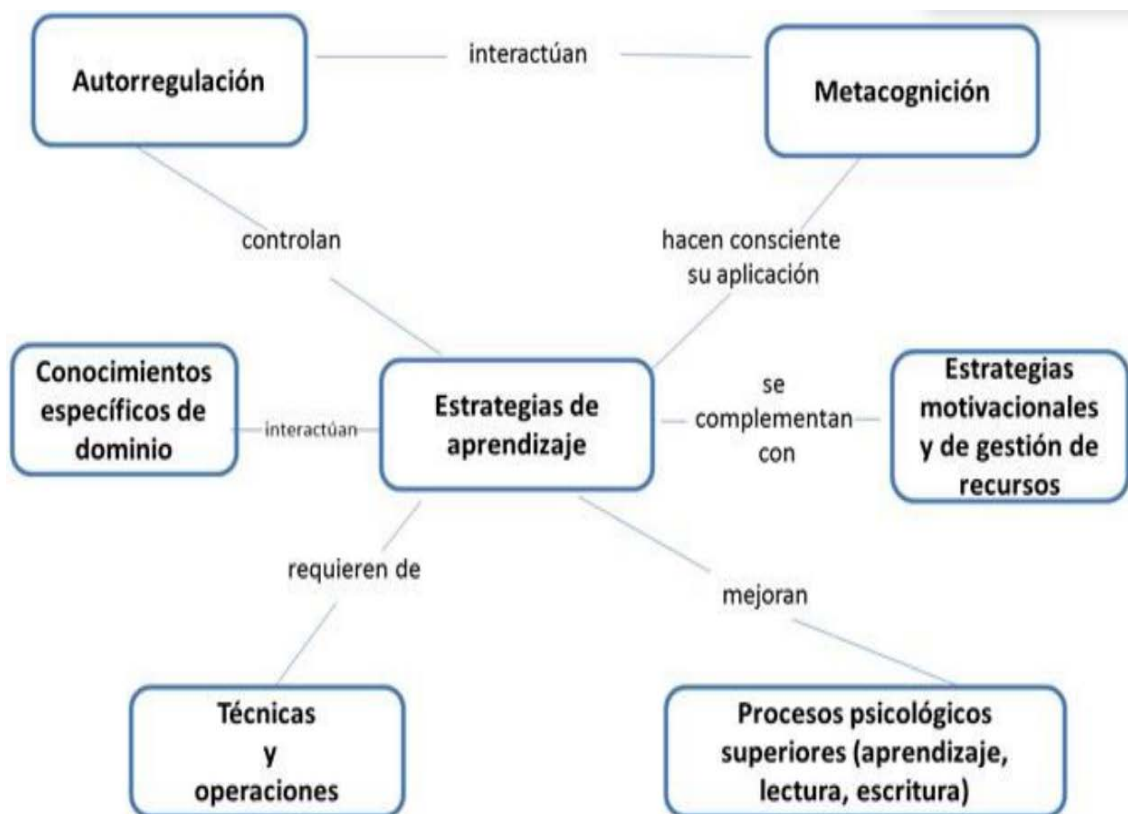 Autorregulación
interactúan
Metacognición
controlan
hacen consciente
su aplicación
Conocimientos
específicos de
dominio
interactúan
Estrategias de
aprendizaje
se
complementan
con
Estrategias
motivacionales
y de gestión de
recursos
requieren de
mejoran
Técnicas
y
operaciones
Procesos psicológicos
superiores (aprendizaje,
lectura, escritura)